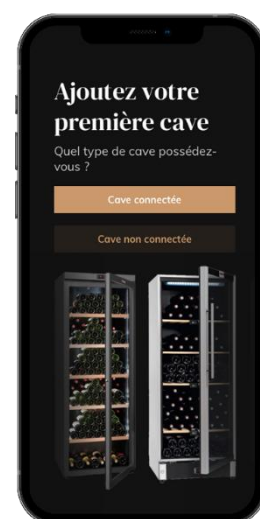 Ajoutez votre
première cave
Quel type de cave possédez-
vous ?
Cave connectée
Cave non connectée